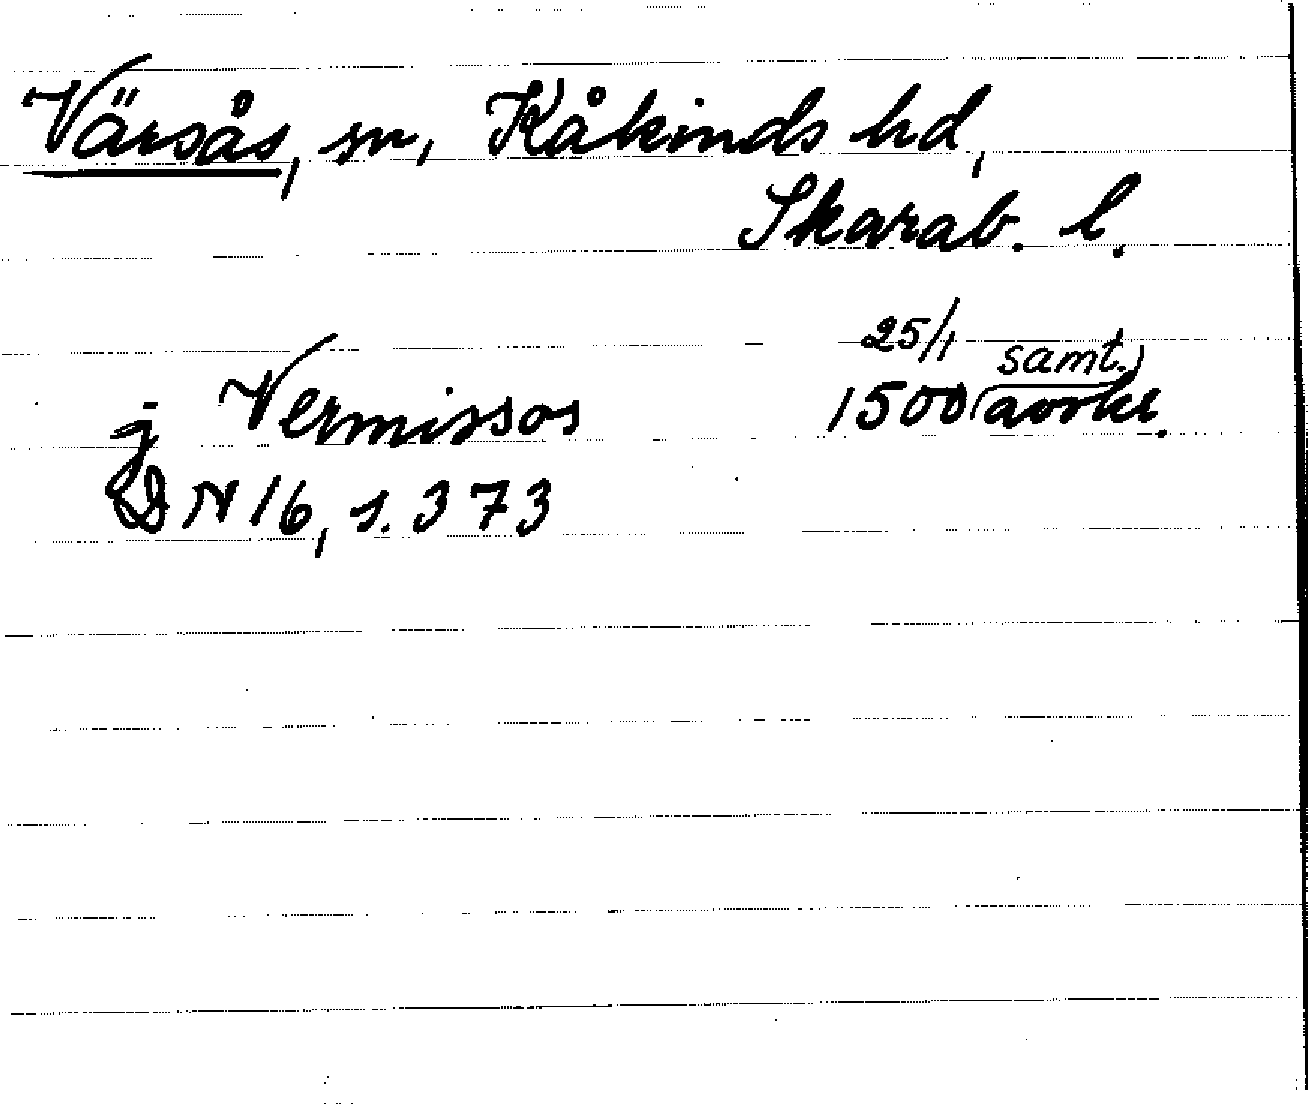 Värsås, sn, Kåkinds hd,
Skarab. l.
25/1 samt.
j Vermissos 1500 (avskr.)
DN 16, s. 373